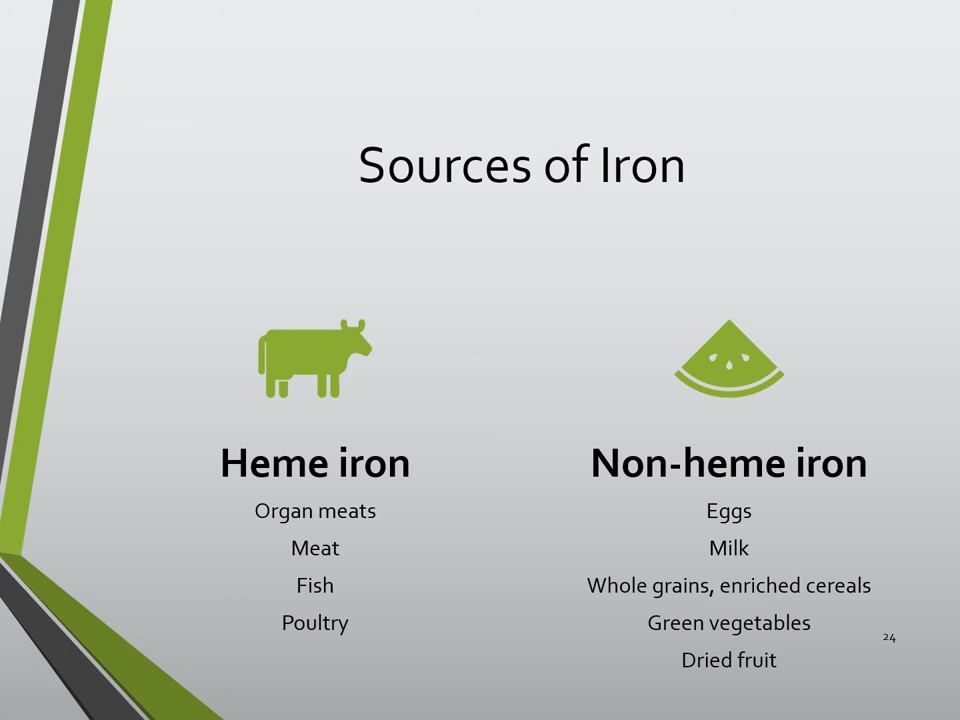 Sources of Iron
Heme iron
Organ meats
Meat
Fish
Poultry
Non-heme iron
Eggs
Milk
Whole grains, enriched cereals
Green vegetables
Dried fruit
24